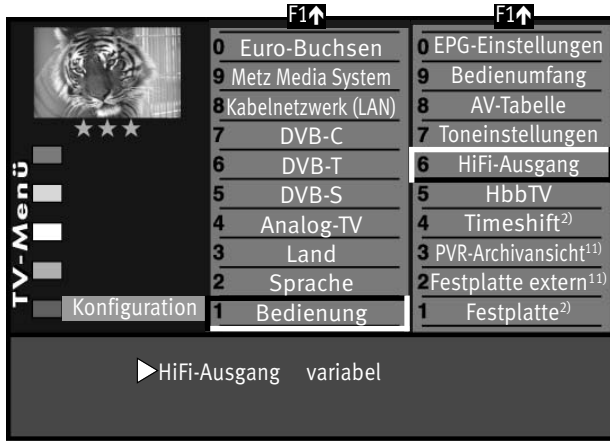 F1↑ F1↑
TV-Menü
Konfiguration
0 Euro-Buchsen
9 Metz Media System
8 Kabelnetzwerk (LAN)
7 DVB-C
6 DVB-T
5 DVB-S
4 Analog-TV
3 Land
2 Sprache
1 Bedienung
0 EPG-Einstellungen
9 Bedienumfang
8 AV-Tabelle
7 Toneinstellungen
6 HiFi-Ausgang
5 HbbTV
4 Timeshift2)
3 PVR-Archivansicht11)
2 Festplatte extern11)
1 Festplatte2)
HiFi-Ausgang variabel